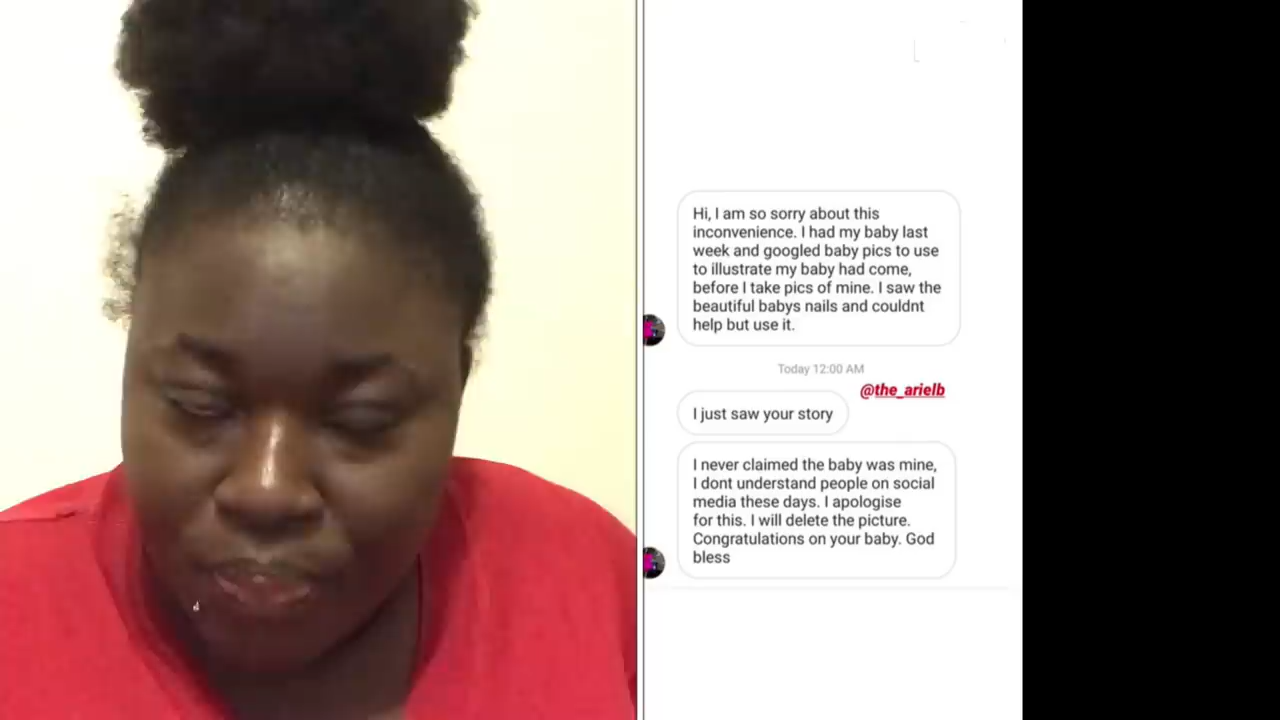 Hi, I am so sorry about this
inconvenience. I had my baby last
week and googled baby pics to use
to illustrate my baby had come,
before I take pics of mine. I saw the
beautiful babys nails and couldnt
help but use it.
Today 12:00 AM
@the_arielb
I just saw your story
I never claimed the baby was mine,
I dont understand people on social
media these days. I apologise
for this. I will delete the picture.
Congratulations on your baby. God
bless